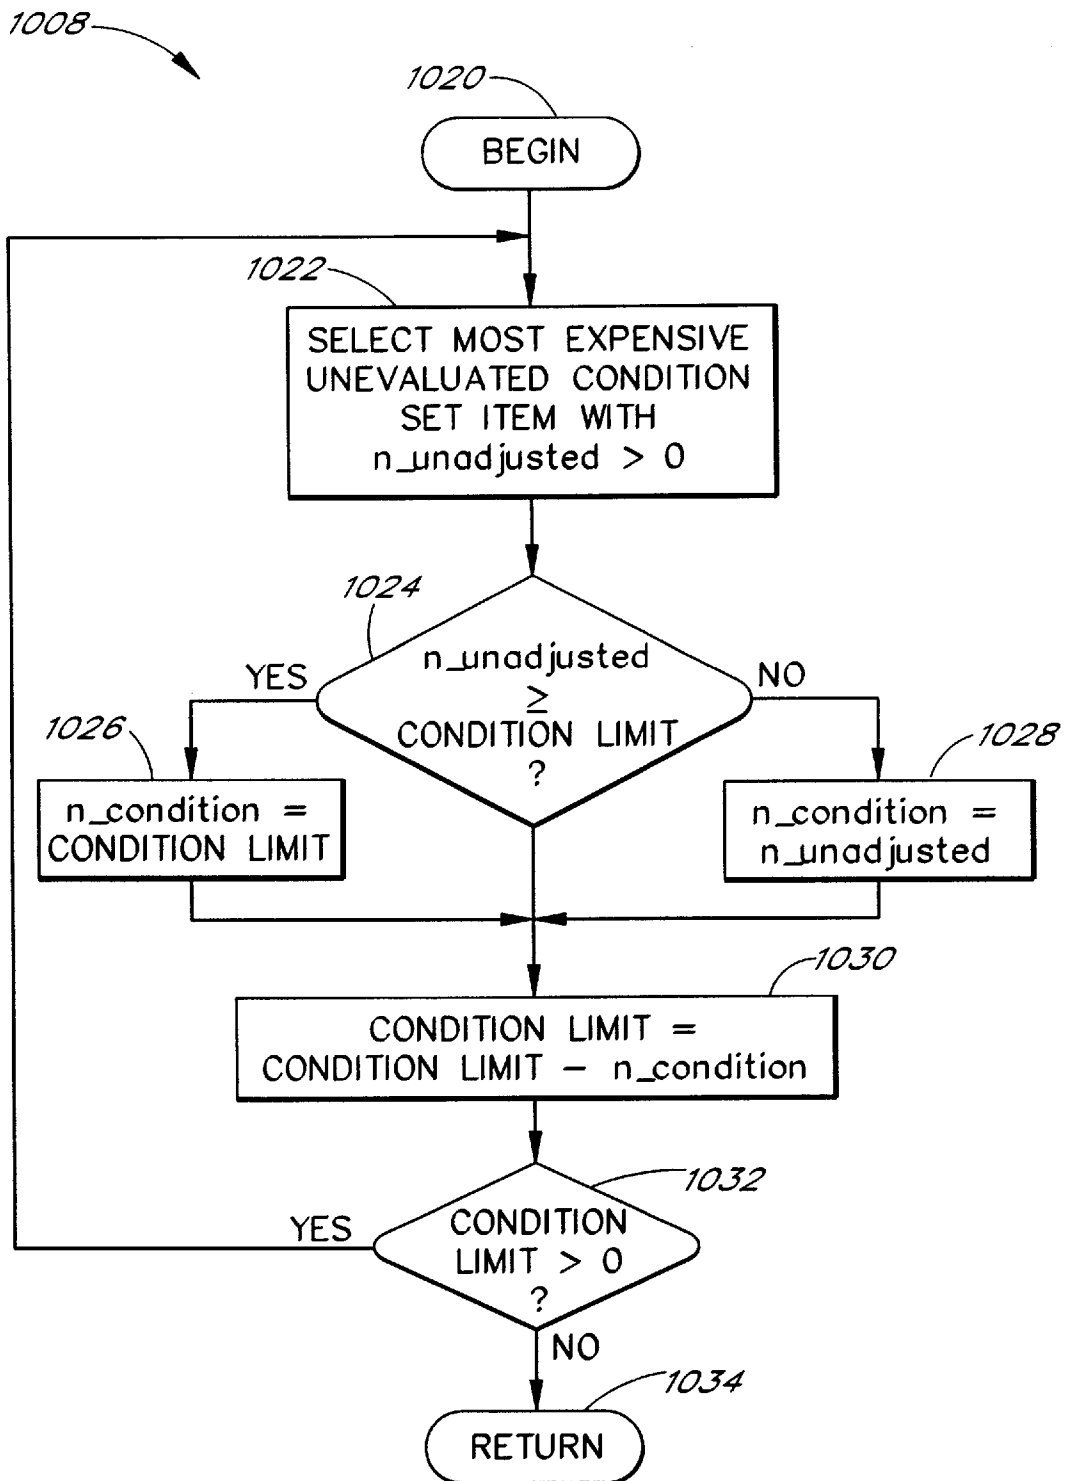 1008
1020
BEGIN
1022
SELECT MOST EXPENSIVE
UNEVALUATED CONDITION
SET ITEM WITH
n_unadjusted > 0
1024
n_unadjusted
≥
CONDITION LIMIT
?
YES
NO
1026
n_condition =
CONDITION LIMIT
1028
n_condition =
n_unadjusted
1030
CONDITION LIMIT =
CONDITION LIMIT – n_condition
1032
CONDITION
LIMIT > 0
?
YES
NO
1034
RETURN